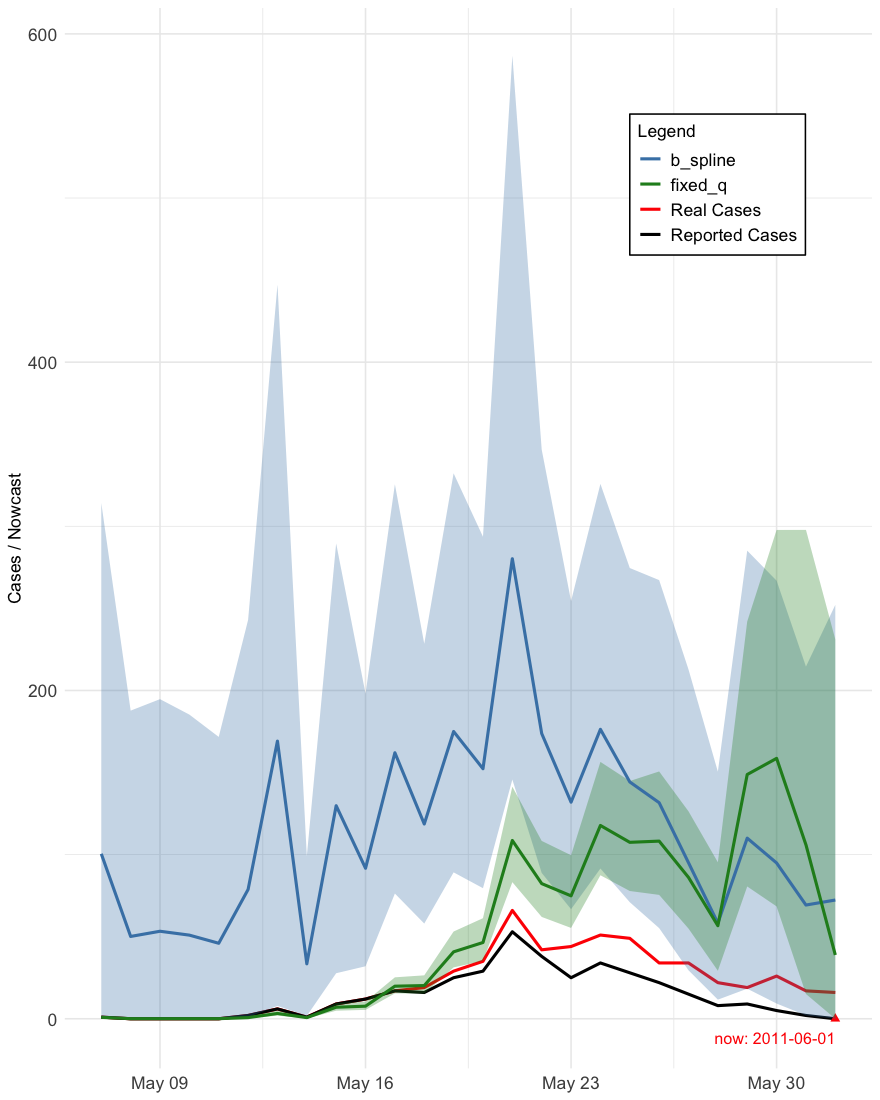 600
400
200
0
Cases / Nowcast
Legend
b_spline
fixed_q
Real Cases
Reported Cases
now: 2011-06-01
May 09
May 16
May 23
May 30